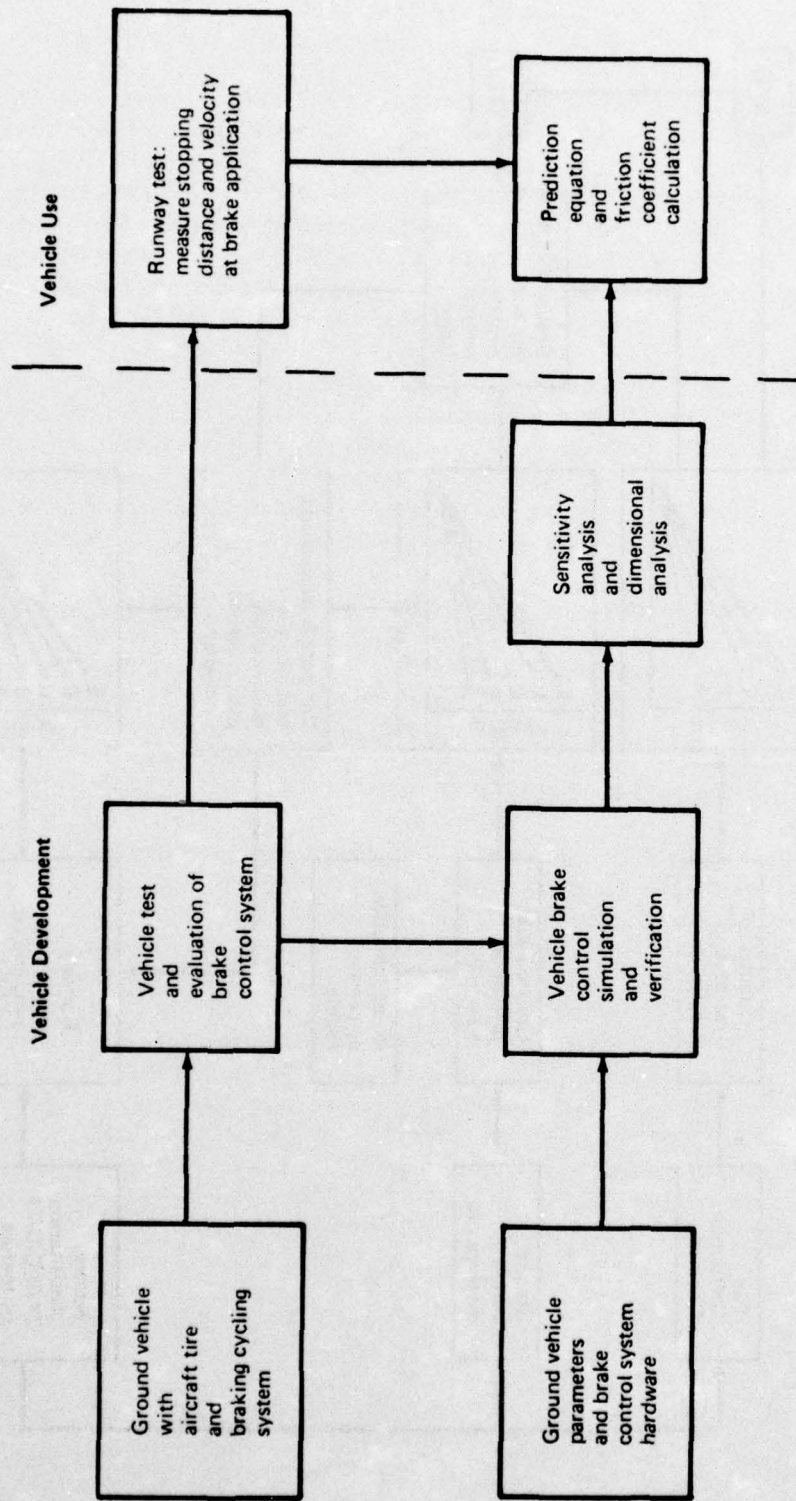 Vehicle Development
Vehicle Use
Ground vehicle
with
aircraft tire
and
braking cycling
system
Vehicle test
and
evaluation of
brake
control system
Runway test:
measure stopping
distance and velocity
at brake application
Ground vehicle
parameters
and brake
control system
hardware
Vehicle brake
control
simulation
and
verification
Sensitivity
analysis
and
dimensional
analysis
Prediction
equation
and
friction
coefficient
calculation